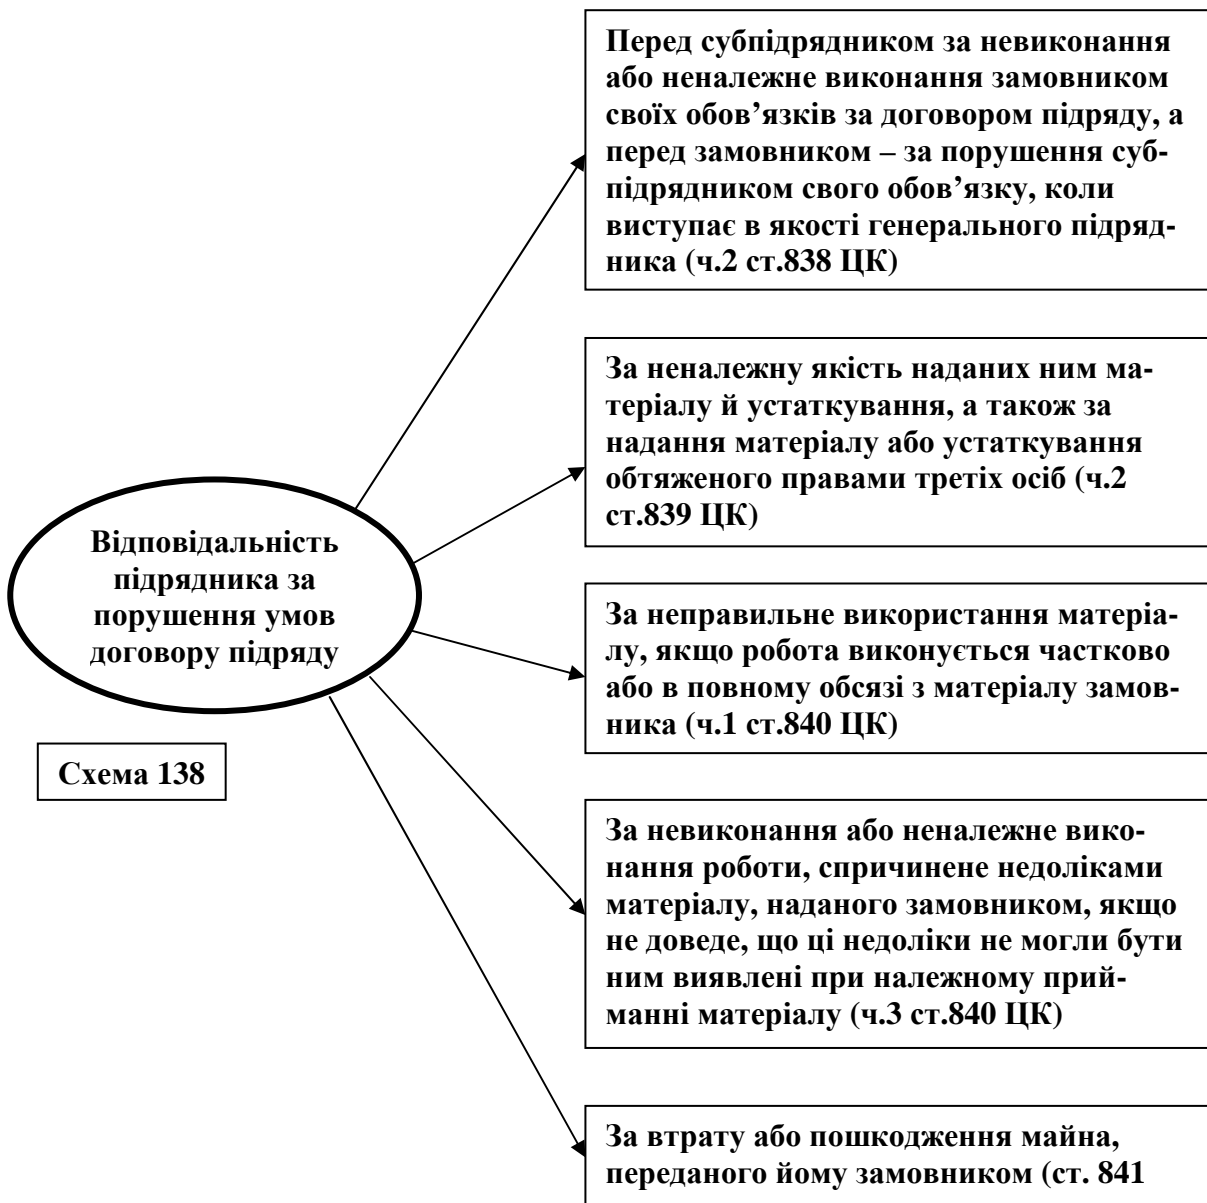 Перед субпідрядником за невиконання
або неналежне виконання замовником
своїх обов’язків за договором підряду, а
перед замовником – за порушення суб-
підрядником свого обов’язку, коли
виступає в якості генерального підряд-
ника (ч.2 ст.838 ЦК)
За неналежну якість наданих ним ма-
теріалу й устаткування, а також за
надання матеріалу або устаткування
обтяженого правами третіх осіб (ч.2
ст.839 ЦК)
Відповідальність
підрядника за
порушення умов
договору підряду
За неправильне використання матеріа-
лу, якщо робота виконується частково
або в повному обсязі з матеріалу замов-
ника (ч.1 ст.840 ЦК)
Схема 138
За невиконання або неналежне вико-
нання роботи, спричинене недоліками
матеріалу, наданого замовником, якщо
не доведе, що ці недоліки не могли бути
ним виявлені при належному прий-
манні матеріалу (ч.3 ст.840 ЦК)
За втрату або пошкодження майна,
переданого йому замовником (ст. 841